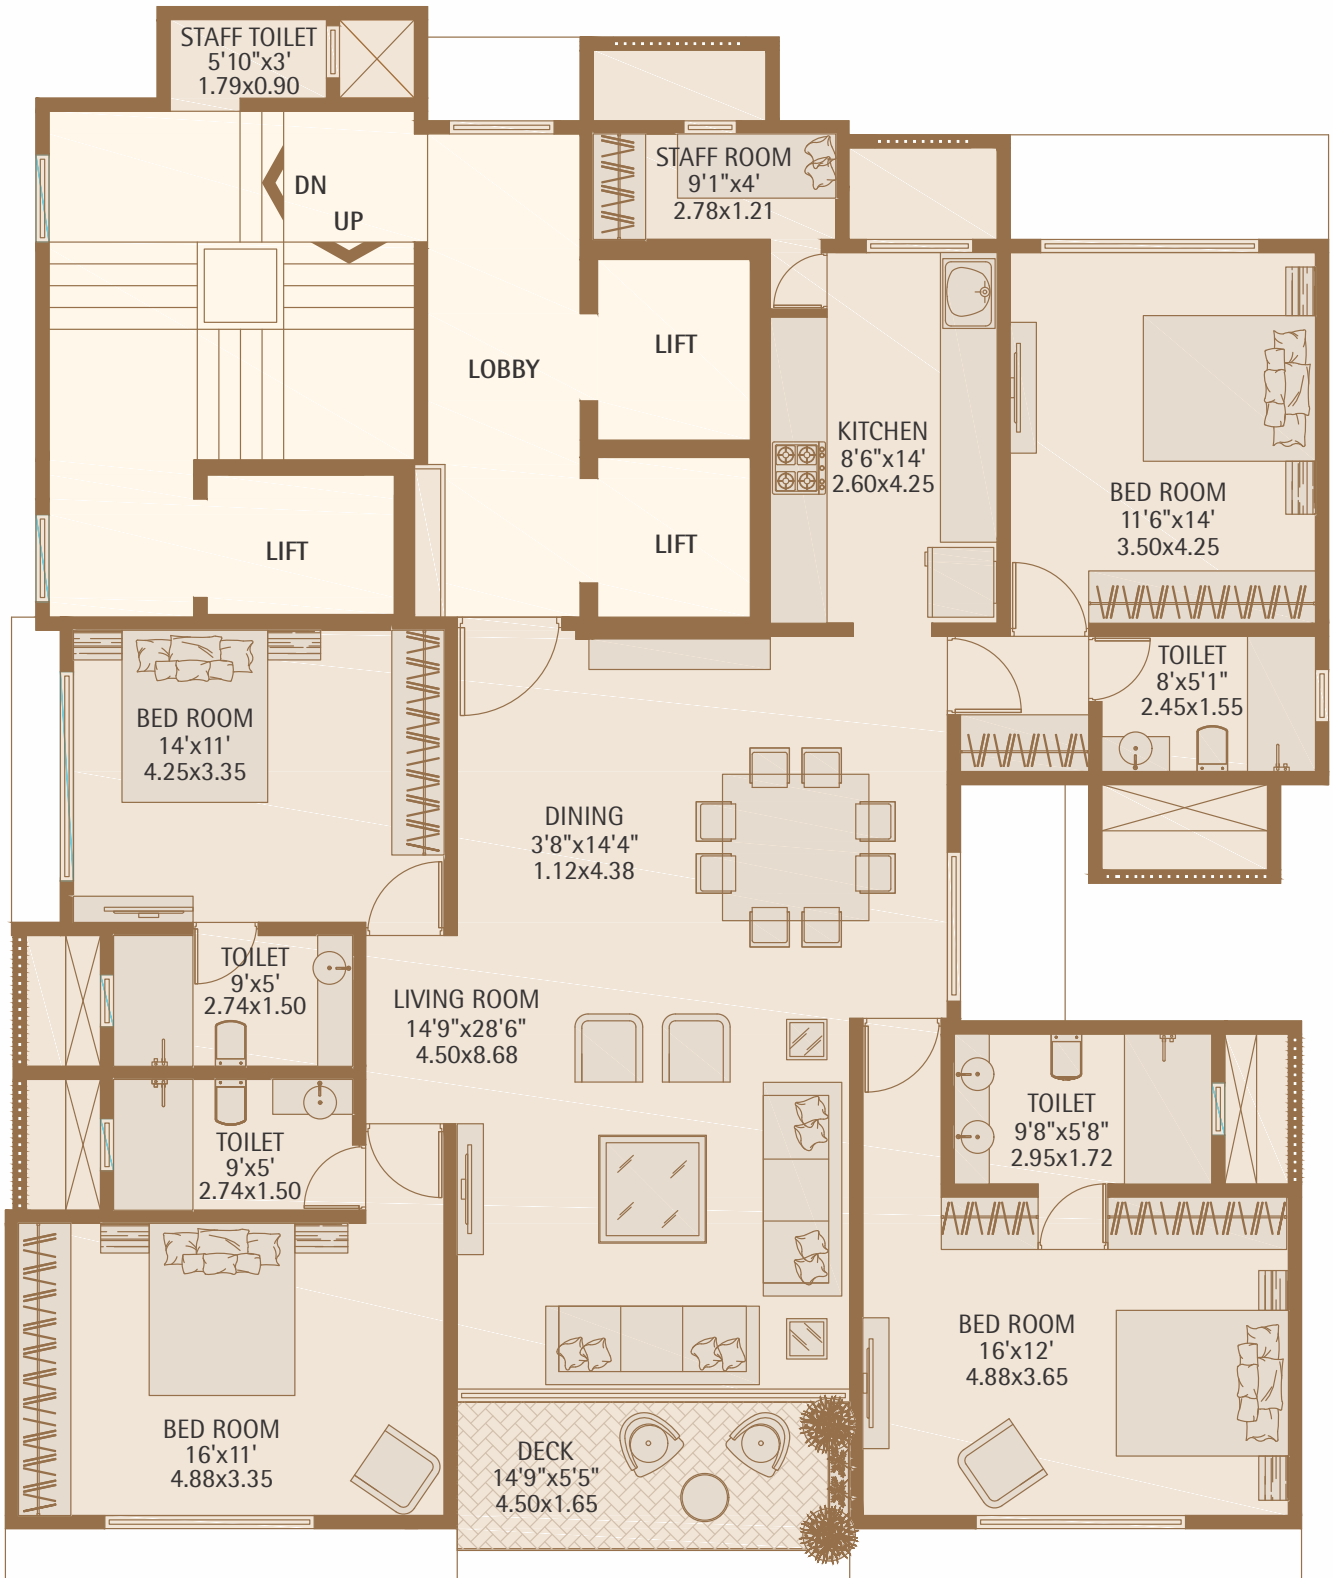 STAFF TOILET
5'10"x3'
1.79x0.90
DN
UP
STAFF ROOM
9'1"x4'
2.78x1.21
LOBBY
LIFT
LIFT
LIFT
KITCHEN
8'6"x14'
2.60x4.25
BED ROOM
11'6"x14'
3.50x4.25
BED ROOM
14'x11'
4.25x3.35
TOILET
8'x5'1"
2.45x1.55
DINING
3'8"x14'4"
1.12x4.38
TOILET
9'x5'
2.74x1.50
LIVING ROOM
14'9"x28'6"
4.50x8.68
TOILET
9'x5'
2.74x1.50
TOILET
9'8"x5'8"
2.95x1.72
BED ROOM
16'x12'
4.88x3.65
BED ROOM
16'x11'
4.88x3.35
DECK
14'9"x5'5"
4.50x1.65